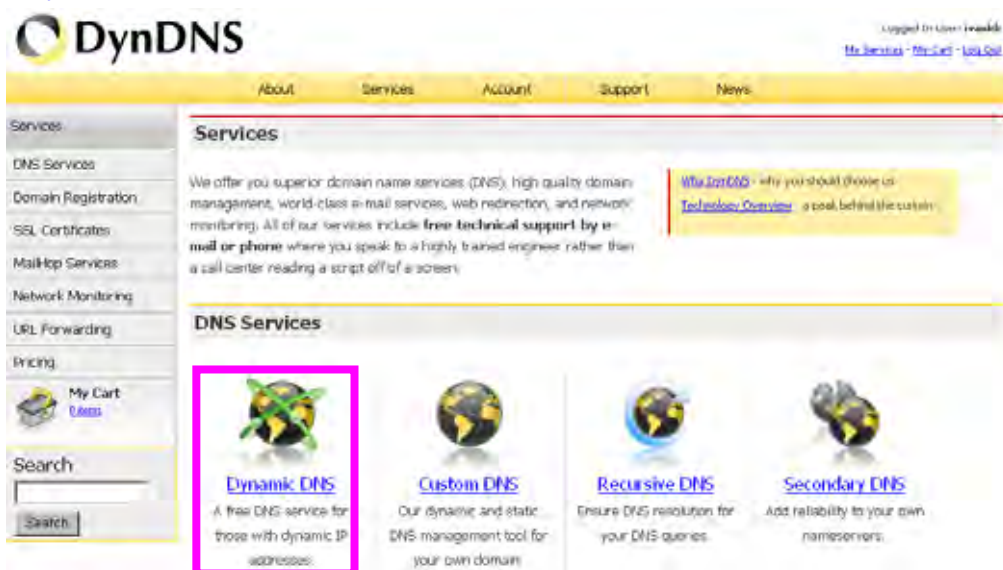 DynDNS
Logged In User:
My Services - My Cart - Log Out
About Services Account Support News
Services
DNS Services
Domain Registration
SSL Certificates
MailHop Services
Network Monitoring
URL Forwarding
Pricing
My Cart
0 items
Search
Search
Services
We offer you superior domain name services (DNS), high quality domain
management, world-class e-mail services, web redirection, and network
monitoring. All of our services include free technical support by e-
mail or phone where you speak to a highly trained engineer rather than
a call center reading a script off of a screen.
Why DynDNS - why you should choose us
Technology Overview - a peek behind the curtain
DNS Services
Dynamic DNS
A free DNS service for
those with dynamic IP
addresses.
Custom DNS
Our dynamic and static
DNS management tool for
your own domain
Recursive DNS
Ensure DNS resolution for
your DNS queries.
Secondary DNS
Add reliability to your own
nameservers.